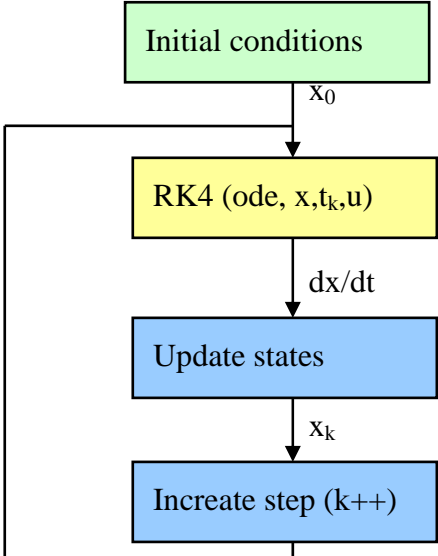 Initial conditions
x₀
RK4 (ode, x,tₖ,u)
dx/dt
Update states
xₖ
Increate step (k++)